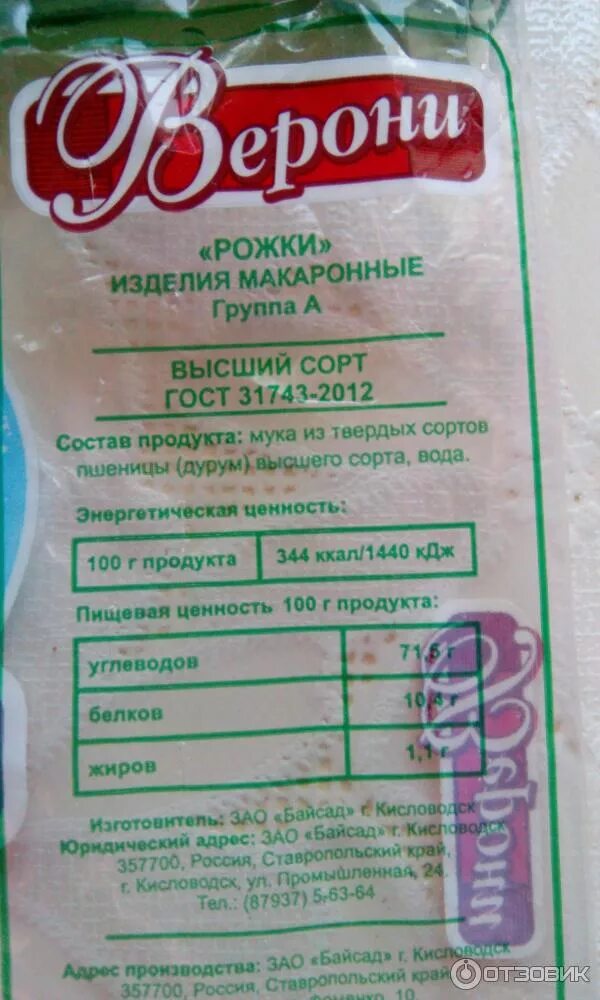 Верони
«РОЖКИ»
ИЗДЕЛИЯ МАКАРОННЫЕ
Группа А
ВЫСШИЙ СОРТ
ГОСТ 31743-2012
Состав продукта: мука из твердых сортов
пшеницы (дурум) высшего сорта, вода.
Энергетическая ценность:
100 г продукта 344 ккал/1440 кДж
Пищевая ценность 100 г продукта:
углеводов 71,5 г
белков 10,4 г
жиров 1,1 г
Верони
Изготовитель: ЗАО «Байсад» г. Кисловодск
Юридический адрес: ЗАО «Байсад» г. Кисловодск
357700, Россия, Ставропольский край,
г. Кисловодск, ул. Промышленная, 24.
Тел.: (87937) 5-63-64
Адрес производства: ЗАО «Байсад» г. Кисловодск
357700, Россия, Ставропольский край
10.
ОТЗОВИК